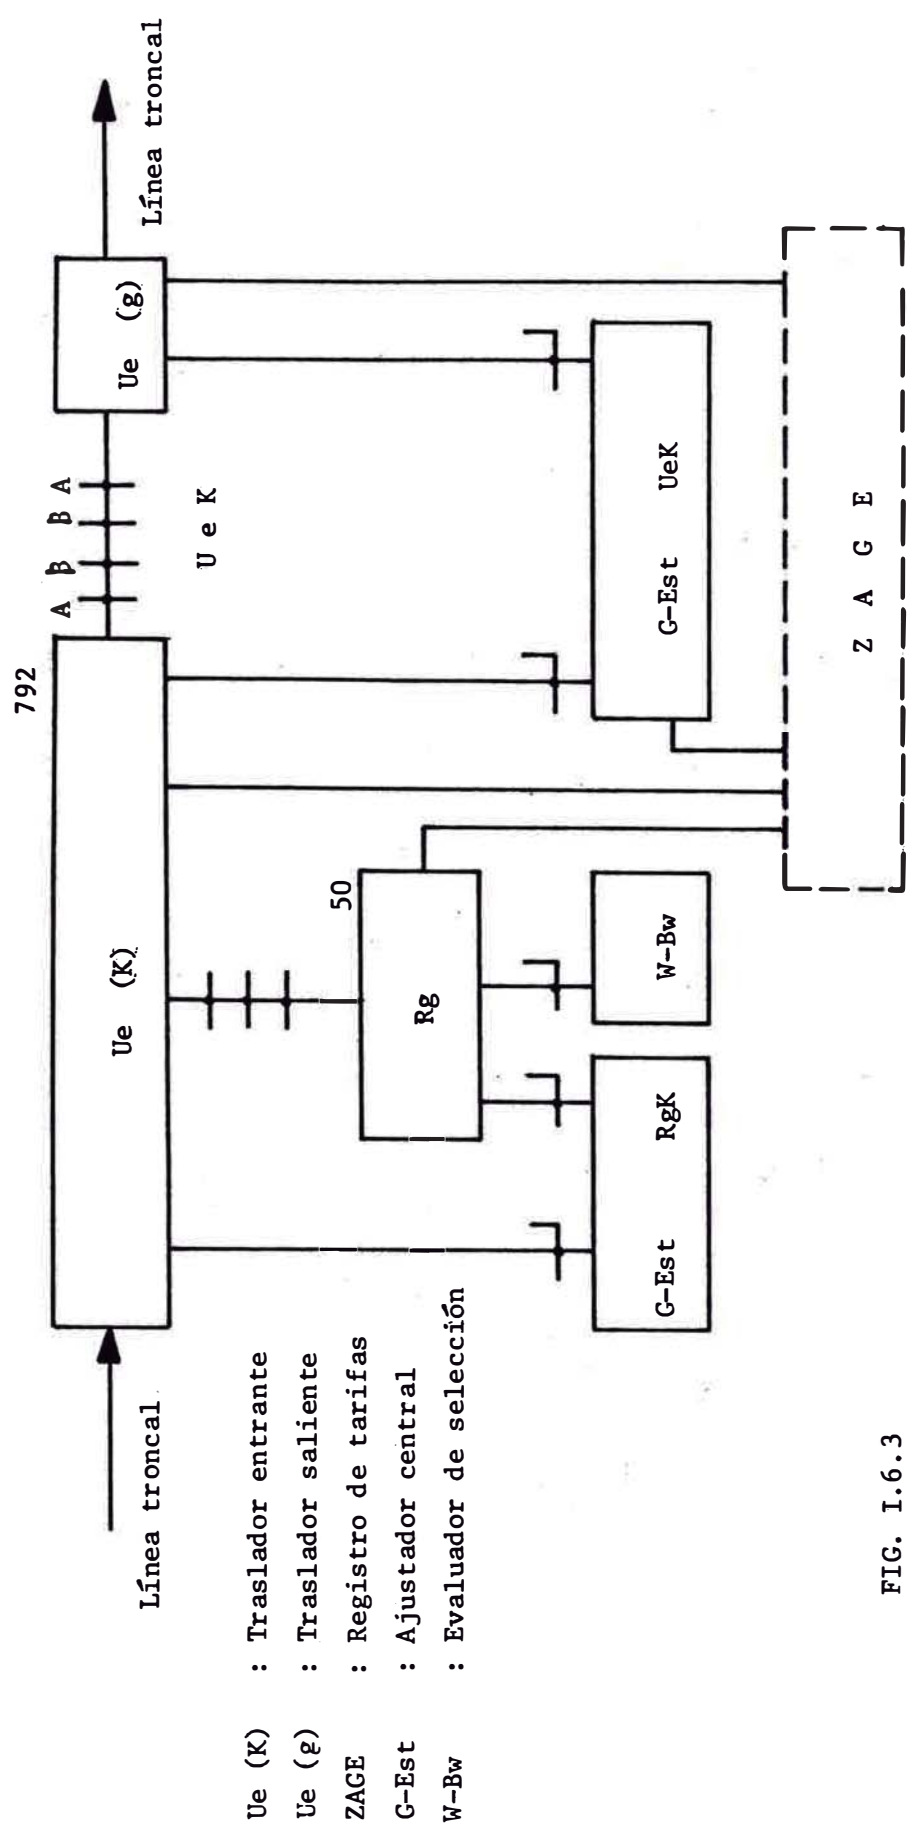 792
A B B A
Ue (K)
Ue (g)
Línea troncal
Línea troncal
U e K
50
Rg
G-Est RgK
W-Bw
G-Est UeK
Z A G E
Ue (K) : Traslador entrante
Ue (g) : Traslador saliente
ZAGE : Registro de tarifas
G-Est : Ajustador central
W-Bw : Evaluador de selección
FIG. I.6.3